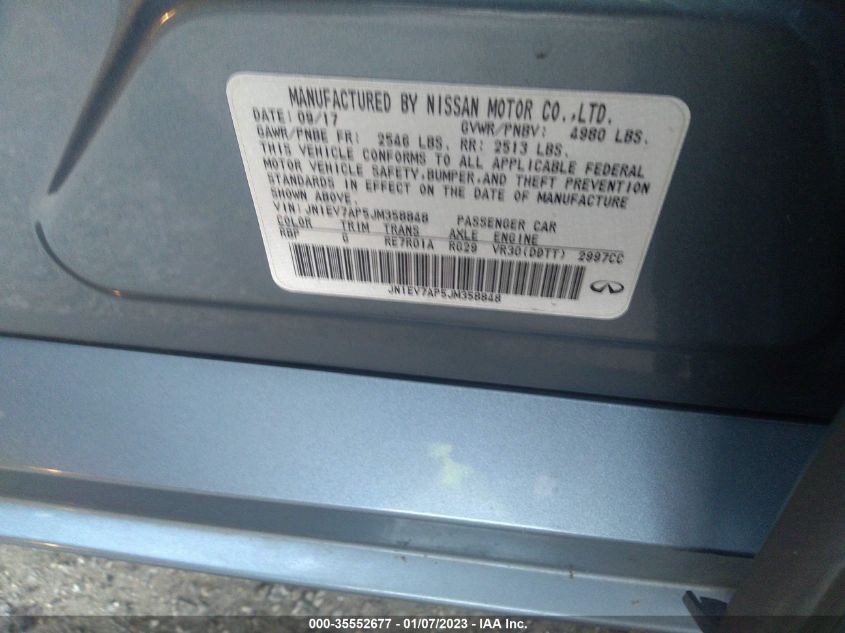 MANUFACTURED BY NISSAN MOTOR CO.,LTD.
DATE: 09/17 GVWR/PNBV: 4980 LBS.
GAWR/PNBE FR: 2546 LBS. RR: 2513 LBS.
THIS VEHICLE CONFORMS TO ALL APPLICABLE FEDERAL
MOTOR VEHICLE SAFETY,BUMPER,AND THEFT PREVENTION
STANDARDS IN EFFECT ON THE DATE OF MANUFACTURE
SHOWN ABOVE.
VIN:JN1EV7AP5JM358848 PASSENGER CAR
COLOR TRIM TRANS AXLE ENGINE
RBP G RE7R01A RG29 VR30(DDTT) 2997CC
JN1EV7AP5JM358848
000-35552677 - 01/07/2023 - IAA Inc.